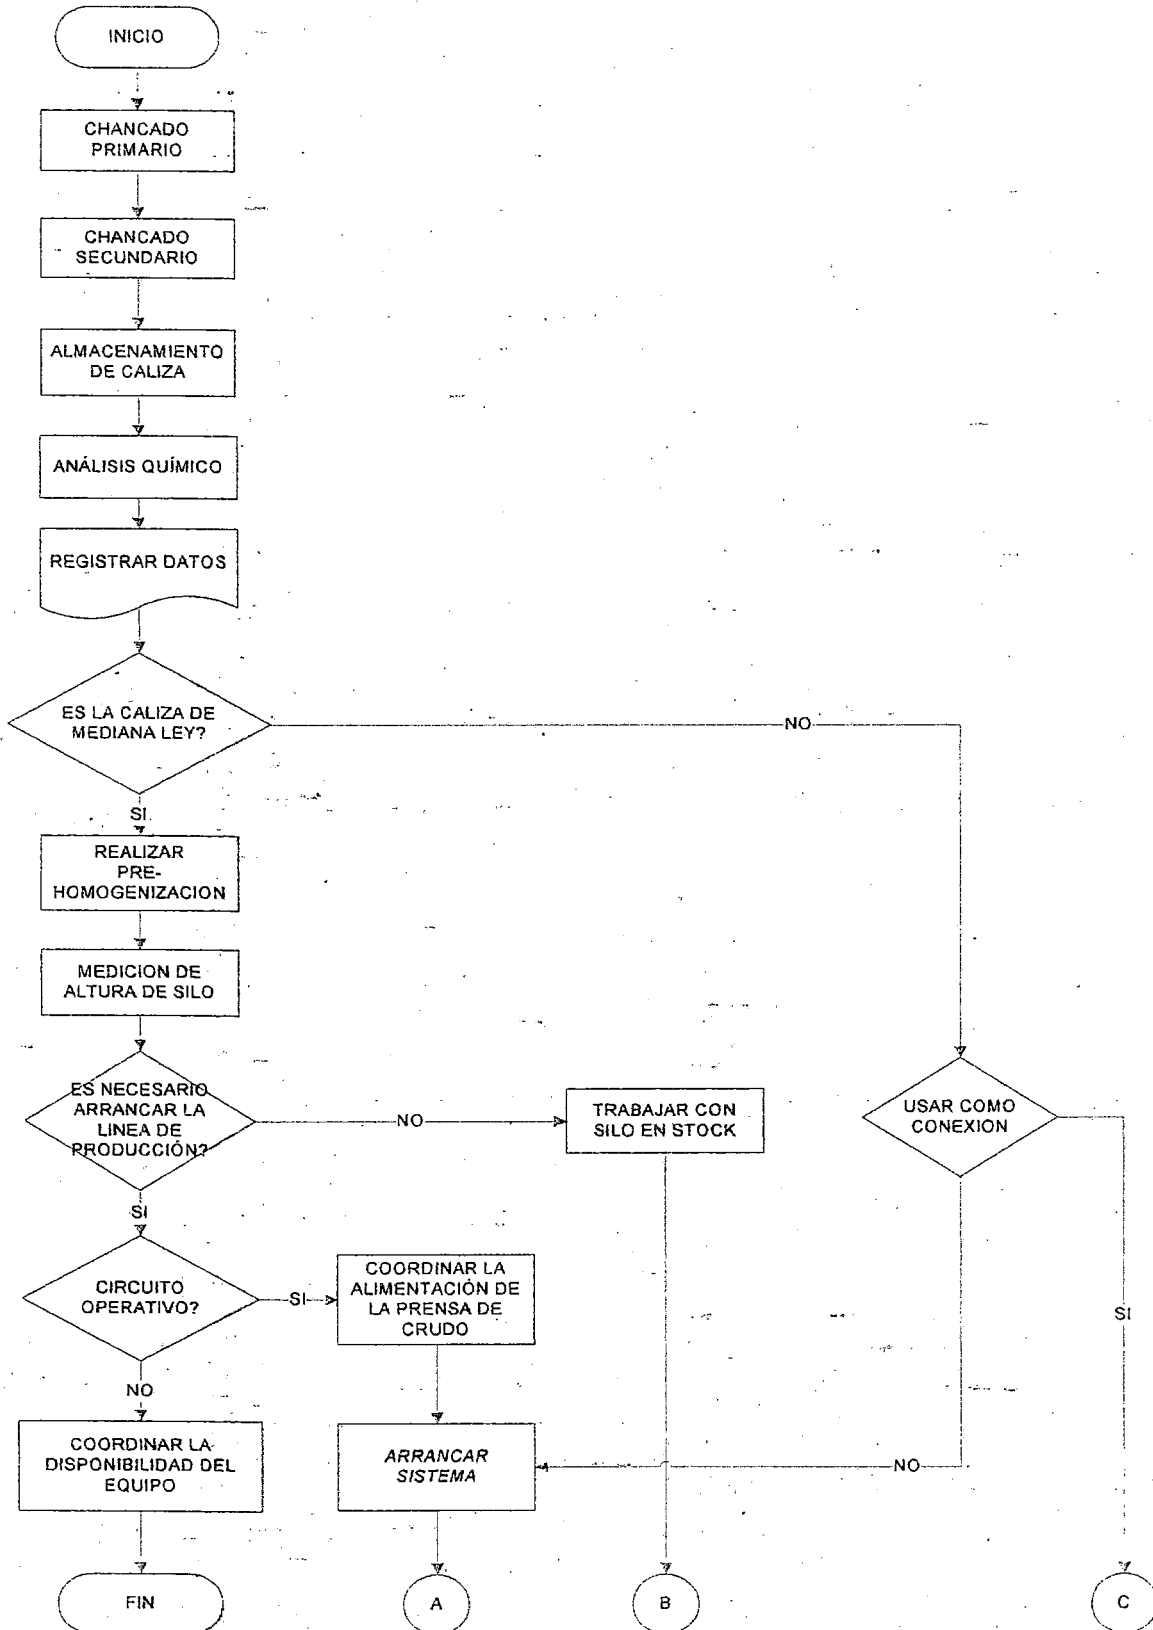 INICIO
CHANCADO
PRIMARIO
CHANCADO
SECUNDARIO
ALMACENAMIENTO
DE CALIZA
ANÁLISIS QUÍMICO
REGISTRAR DATOS
ES LA CALIZA DE
MEDIANA LEY?
NO
SI
REALIZAR
PRE-
HOMOGENIZACION
MEDICION DE
ALTURA DE SILO
ES NECESARIO
ARRANCAR LA
LINEA DE
PRODUCCIÓN?
NO
TRABAJAR CON
SILO EN STOCK
USAR COMO
CONEXION
SI
CIRCUITO
OPERATIVO?
SI
COORDINAR LA
ALIMENTACIÓN DE
LA PRENSA DE
CRUDO
SI
NO
COORDINAR LA
DISPONIBILIDAD DEL
EQUIPO
ARRANCAR
SISTEMA
NO
FIN
A
B
C